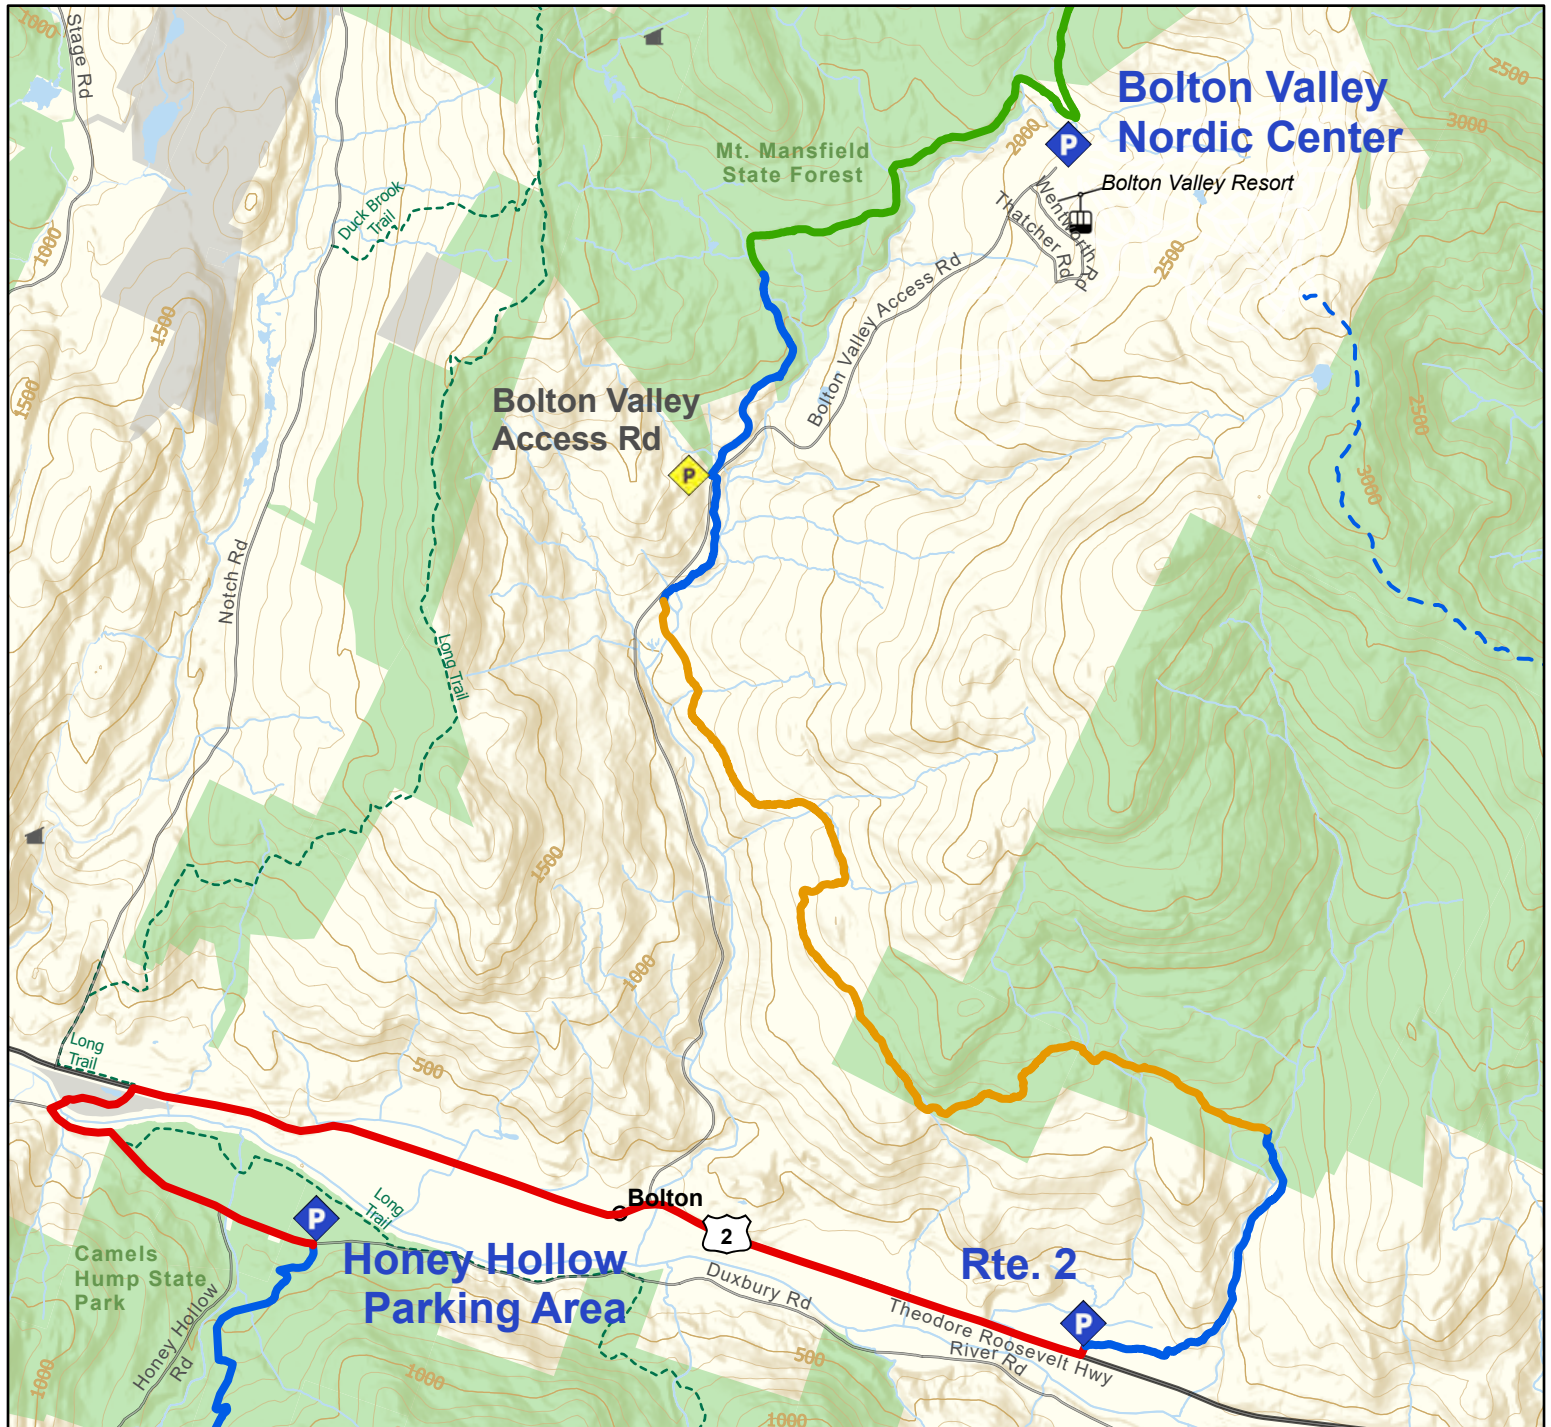 1000
Stage Rd
Bolton Valley
Nordic Center
2500
3000
2000
P
Mt. Mansfield
State Forest
Bolton Valley Resort
Duck Brook
Trail
Wentworth Rd
Thatcher Rd
1000
2500
Bolton Valley Access Rd
1500
1500
Bolton Valley
Access Rd
2500
P
3000
Notch Rd
Long Trail
1500
1000
Long
Trail
500
Long
Trail
Bolton
P
2
Camels
Hump State
Park
Honey Hollow
Parking Area
Rte. 2
Duxbury Rd
Honey Hollow
Rd
Theodore Roosevelt Hwy
River Rd
P
500
1000
1000
1000